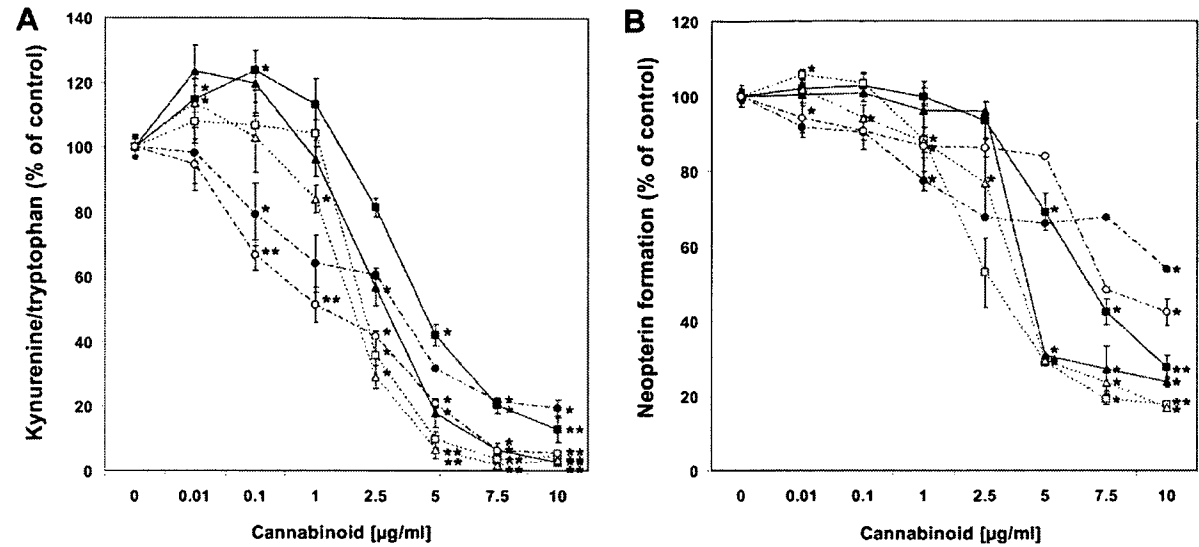 A
Kynurenine/tryptophan (% of control)
140
120
100
80
60
40
20
0
0 0.01 0.1 1 2.5 5 7.5 10
Cannabinoid [µg/ml]
B
Neopterin formation (% of control)
120
100
80
60
40
20
0
0 0.01 0.1 1 2.5 5 7.5 10
Cannabinoid [µg/ml]